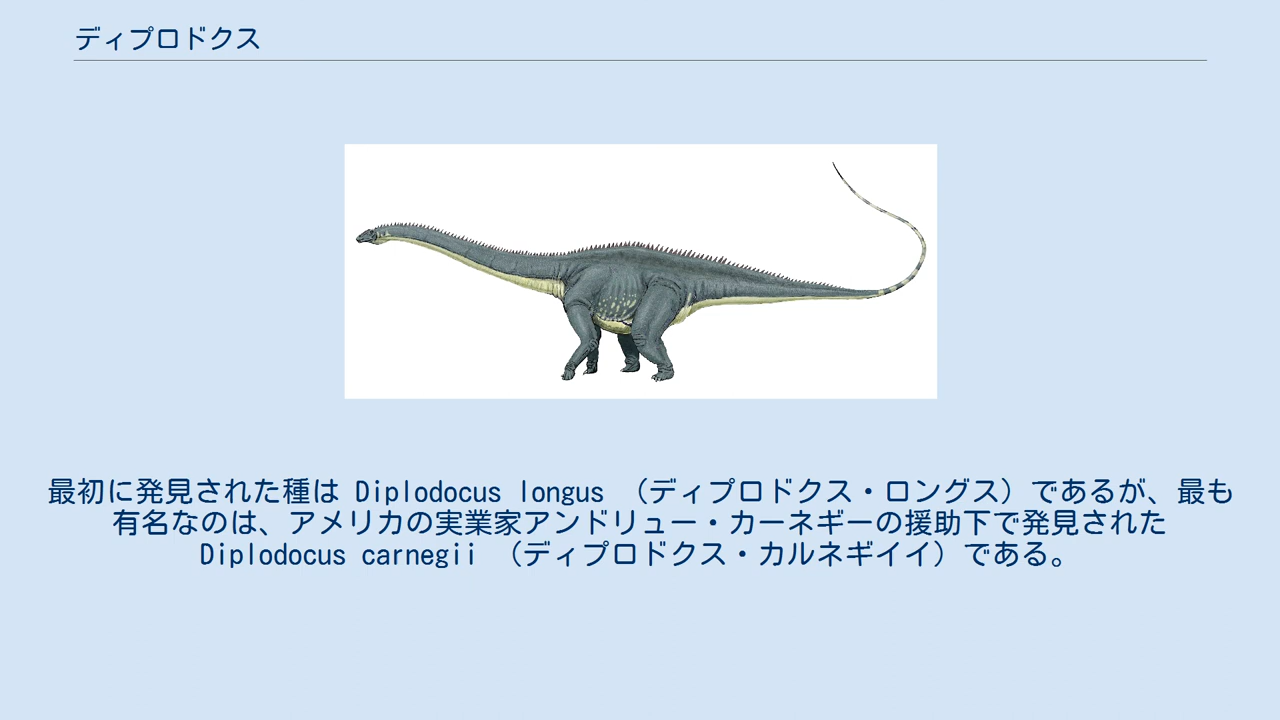 ディプロドクス
最初に発見された種は Diplodocus longus （ディプロドクス・ロングス）であるが、最も
有名なのは、アメリカの実業家アンドリュー・カーネギーの援助下で発見された
Diplodocus carnegii （ディプロドクス・カルネギイイ）である。